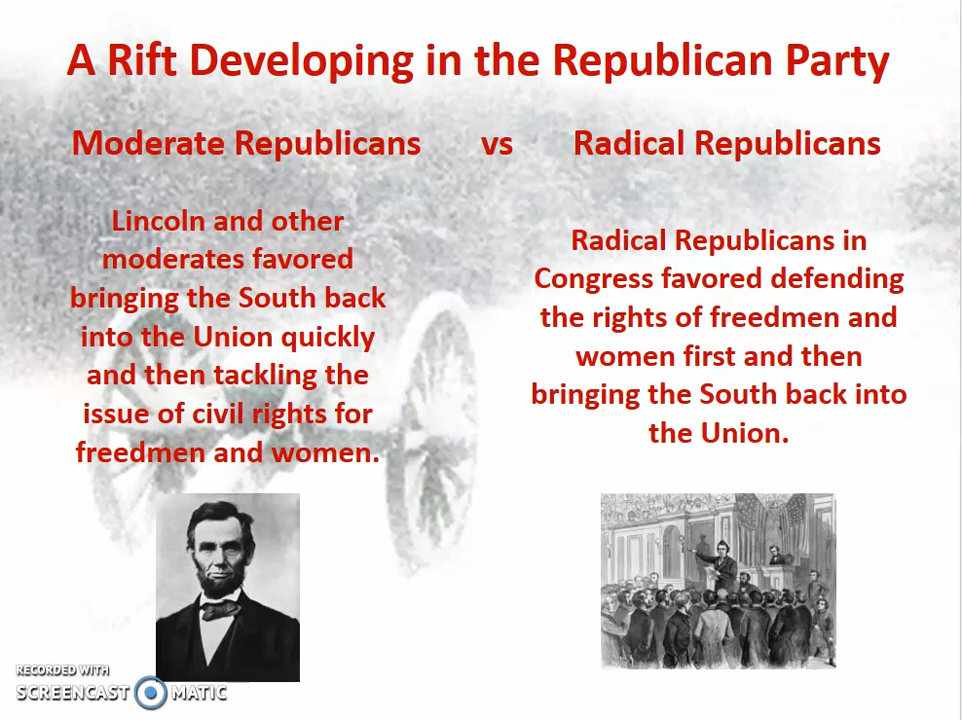 A Rift Developing in the Republican Party
Moderate Republicans vs Radical Republicans
Lincoln and other
moderates favored
bringing the South back
into the Union quickly
and then tackling the
issue of civil rights for
freedmen and women.
Radical Republicans in
Congress favored defending
the rights of freedmen and
women first and then
bringing the South back into
the Union.
RECORDED WITH
SCREENCAST MATIC